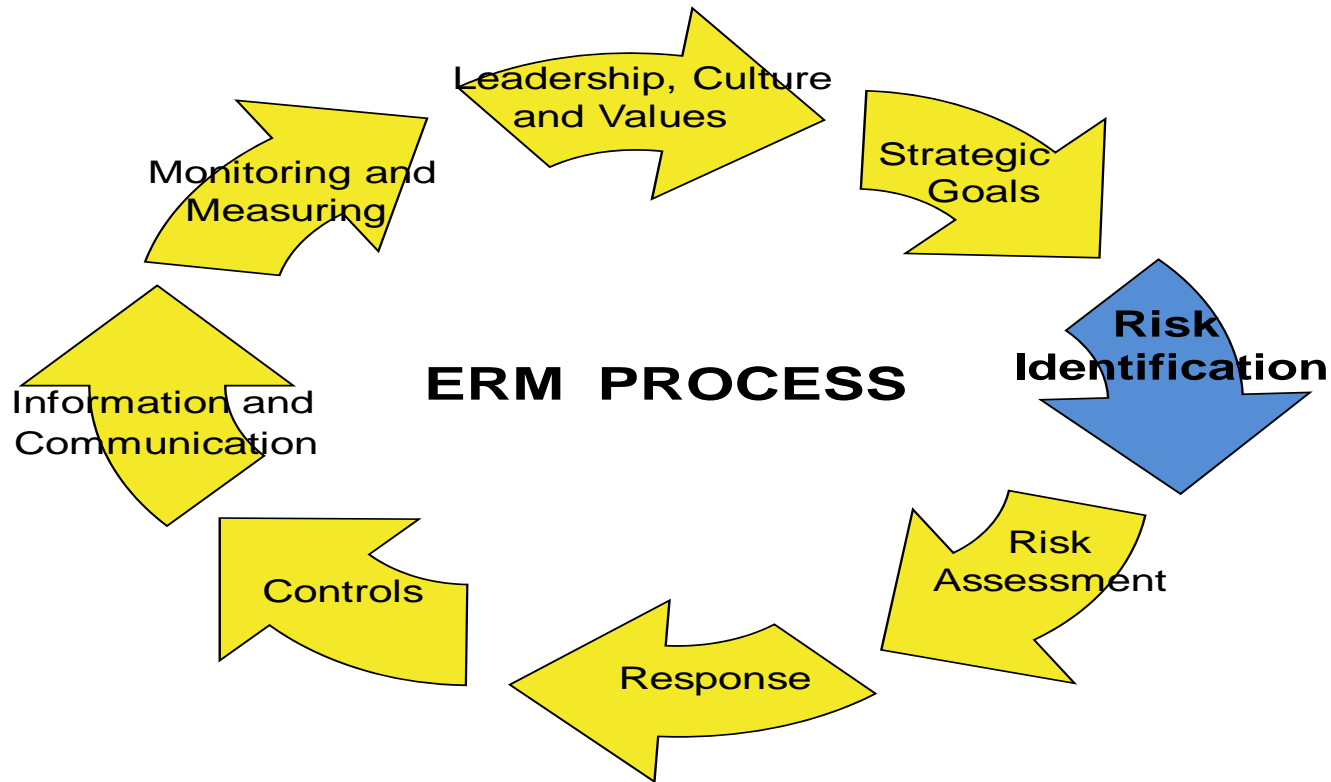 Leadership, Culture
and Values
Strategic
Goals
Risk
Identification
Risk
Assessment
Response
Controls
Information and
Communication
Monitoring and
Measuring
ERM PROCESS